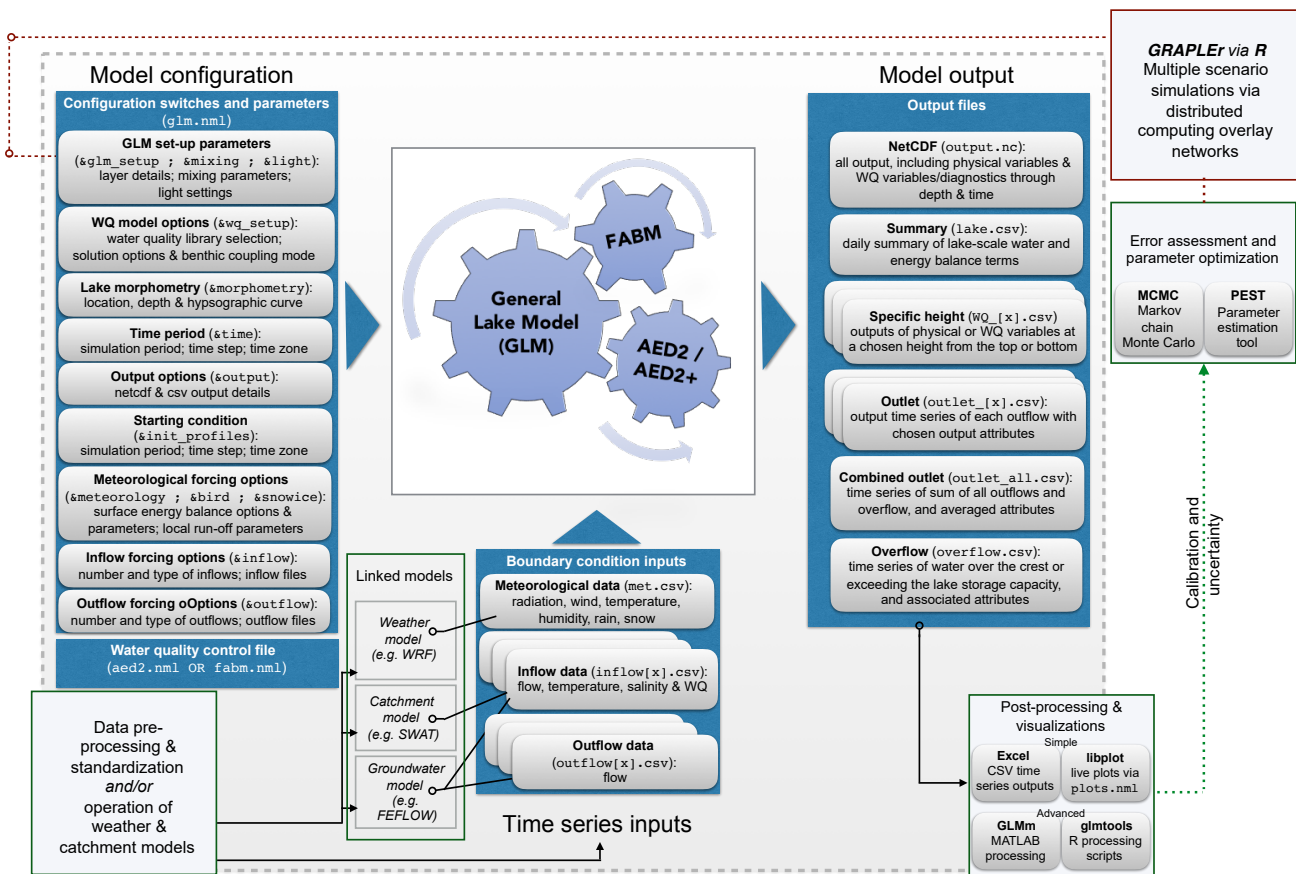 Model configuration
Configuration switches and parameters
(glm.nml)
GLM set-up parameters
(&glm_setup ; &mixing ; &light):
layer details; mixing parameters;
light settings
WQ model options (&wq_setup):
water quality library selection;
solution options & benthic coupling mode
Lake morphometry (&morphometry):
location, depth & hypsographic curve
Time period (&time):
simulation period; time step; time zone
Output options (&output):
netcdf & csv output details
Starting condition
(&init_profiles):
simulation period; time step; time zone
Meteorological forcing options
(&meteorology ; &bird ; &snowice):
surface energy balance options &
parameters; local run-off parameters
Inflow forcing options (&inflow):
number and type of inflows; inflow files
Outflow forcing oOptions (&outflow):
number and type of outflows; outflow files
Water quality control file
(aed2.nml OR fabm.nml)
Data pre-
processing &
standardization
and/or
operation of
weather &
catchment models
General
Lake Model
(GLM)
FABM
AED2 /
AED2+
Linked models
Weather
model
(e.g. WRF)
Catchment
model
(e.g. SWAT)
Groundwater
model
(e.g.
FEFLOW)
Boundary condition inputs
Meteorological data (met.csv):
radiation, wind, temperature,
humidity, rain, snow
Inflow data (inflow[x].csv):
flow, temperature, salinity & WQ
Outflow data
(outflow[x].csv):
flow
Time series inputs
Model output
Output files
NetCDF (output.nc):
all output, including physical variables &
WQ variables/diagnostics through
depth & time
Summary (lake.csv):
daily summary of lake-scale water and
energy balance terms
Specific height (WQ_[x].csv):
outputs of physical or WQ variables at
a chosen height from the top or bottom
Outlet (outlet_[x].csv):
output time series of each outflow with
chosen output attributes
Combined outlet (outlet_all.csv):
time series of sum of all outflows and
overflow, and averaged attributes
Overflow (overflow.csv):
time series of water over the crest or
exceeding the lake storage capacity,
and associated attributes
GRAPLEr via R
Multiple scenario
simulations via
distributed
computing overlay
networks
Error assessment and
parameter optimization
MCMC
Markov
chain
Monte Carlo
PEST
Parameter
estimation
tool
Calibration and
uncertainty
Post-processing &
visualizations
Simple
Excel
CSV time
series outputs
libplot
live plots via
plots.nml
Advanced
GLMm
MATLAB
processing
glmtools
R processing
scripts